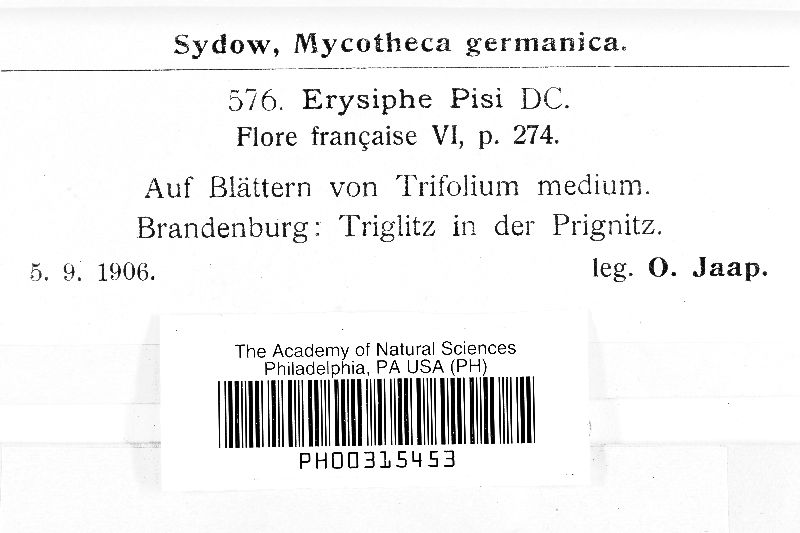 Sydow, Mycotheca germanica.
576. Erysiphe Pisi DC.
Flore française VI, p. 274.
Auf Blättern von Trifolium medium.
Brandenburg: Triglitz in der Prignitz.
5. 9. 1906. leg. O. Jaap.
The Academy of Natural Sciences
Philadelphia, PA USA (PH)
PH00315453